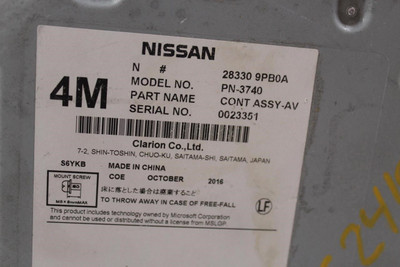 NISSAN
4M
N # 28330 9PB0A
MODEL NO. PN-3740
PART NAME CONT ASSY-AV
SERIAL NO. 0023351
Clarion Co.,Ltd.
7-2, SHIN-TOSHIN, CHUO-KU, SAITAMA-SHI, SAITAMA, JAPAN
S6YKB MADE IN CHINA
MOUNT SCREW
COE OCTOBER 2016
床に落とした場合は廃棄すること
TO THROW AWAY IN CASE OF FREE-FALL
LF
This product includes technology owned by Microsoft Corporation
and cannot be used or distributed without a license from MSLGP